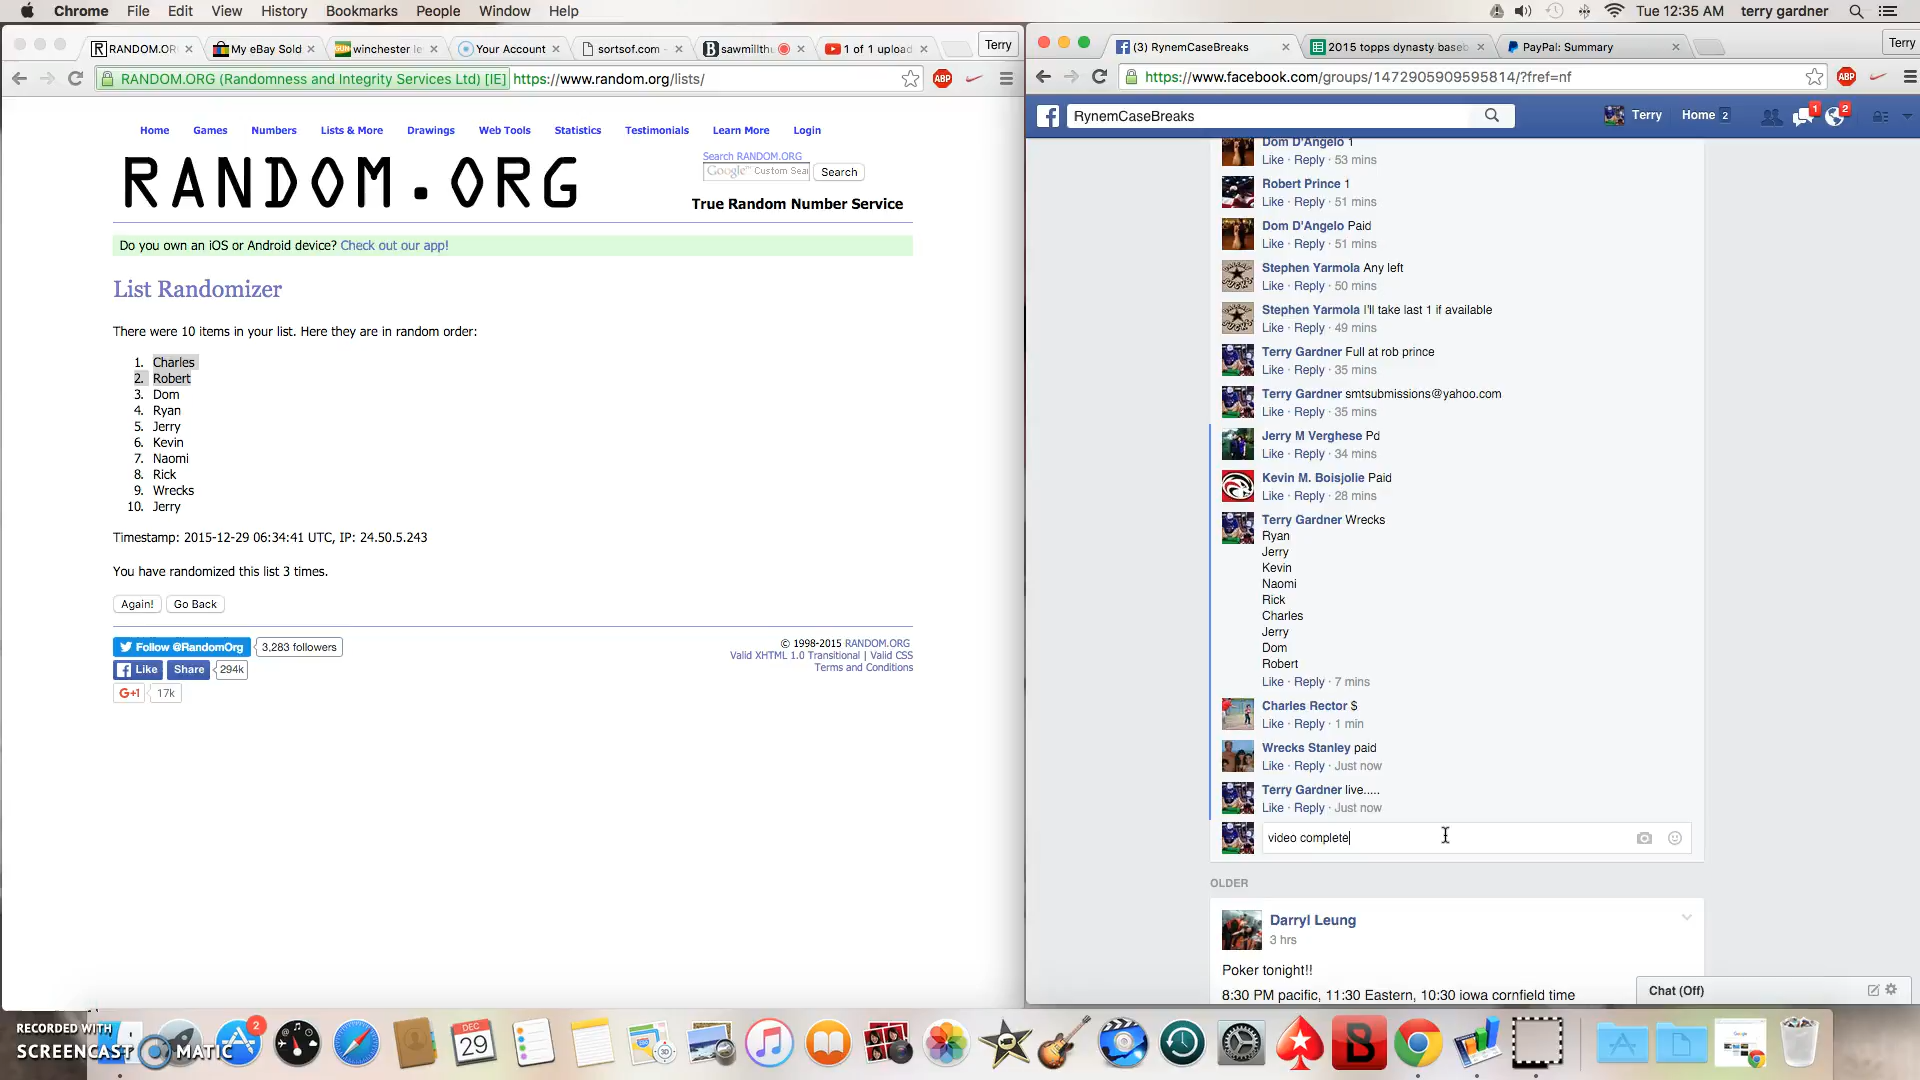 Chrome File Edit View History Bookmarks People Window Help
Tue 12:35 AM terry gardner
RANDOM.OR My eBay Sold winchester le Your Account sortsof.com - sawmillthu 1 of 1 upload Terry
RANDOM.ORG (Randomness and Integrity Services Ltd) [IE] https://www.random.org/lists/
ABP
Home Games Numbers Lists & More Drawings Web Tools Statistics Testimonials Learn More Login
Search RANDOM.ORG
RANDOM.ORG
Google™ Custom Sear Search
True Random Number Service
Do you own an iOS or Android device? Check out our app!
List Randomizer
There were 10 items in your list. Here they are in random order:
1. Charles
2. Robert
3. Dom
4. Ryan
5. Jerry
6. Kevin
7. Naomi
8. Rick
9. Wrecks
10. Jerry
Timestamp: 2015-12-29 06:34:41 UTC, IP: 24.50.5.243
You have randomized this list 3 times.
Again! Go Back
Follow @RandomOrg 3,283 followers
Like Share 294k
G+1 17k
© 1998-2015 RANDOM.ORG
Valid XHTML 1.0 Transitional | Valid CSS
Terms and Conditions
(3) RynemCaseBreaks 2015 topps dynasty baseb PayPal: Summary Terry
https://www.facebook.com/groups/1472905909595814/?fref=nf
ABP
RynemCaseBreaks Terry Home 2 1 2
Dom D'Angelo 1
Like · Reply · 53 mins
Robert Prince 1
Like · Reply · 51 mins
Dom D'Angelo Paid
Like · Reply · 51 mins
Stephen Yarmola Any left
Like · Reply · 50 mins
Stephen Yarmola I'll take last 1 if available
Like · Reply · 49 mins
Terry Gardner Full at rob prince
Like · Reply · 35 mins
Terry Gardner smtsubmissions@yahoo.com
Like · Reply · 35 mins
Jerry M Verghese Pd
Like · Reply · 34 mins
Kevin M. Boisjolie Paid
Like · Reply · 28 mins
Terry Gardner Wrecks
Ryan
Jerry
Kevin
Naomi
Rick
Charles
Jerry
Dom
Robert
Like · Reply · 7 mins
Charles Rector $
Like · Reply · 1 min
Wrecks Stanley paid
Like · Reply · Just now
Terry Gardner live.....
Like · Reply · Just now
video complete
OLDER
Darryl Leung
3 hrs
Poker tonight!!
8:30 PM pacific, 11:30 Eastern, 10:30 iowa cornfield time
Chat (Off)
RECORDED WITH
SCREENCAST MATIC
2
DEC
29